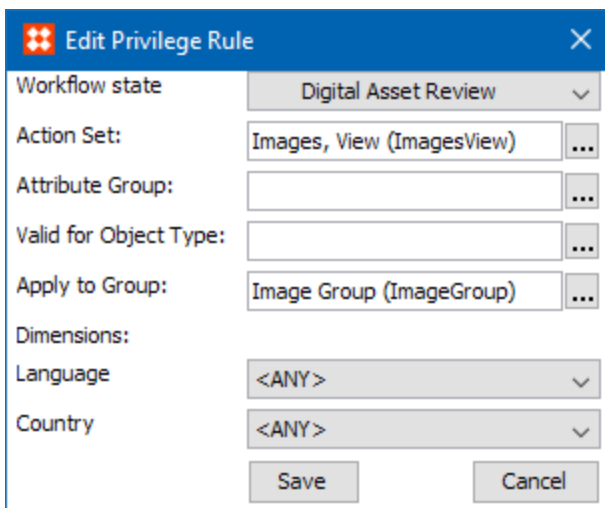 Edit Privilege Rule
Workflow state Digital Asset Review
Action Set: Images, View (ImagesView) ...
Attribute Group: ...
Valid for Object Type: ...
Apply to Group: Image Group (ImageGroup) ...
Dimensions:
Language <ANY>
Country <ANY>
Save Cancel